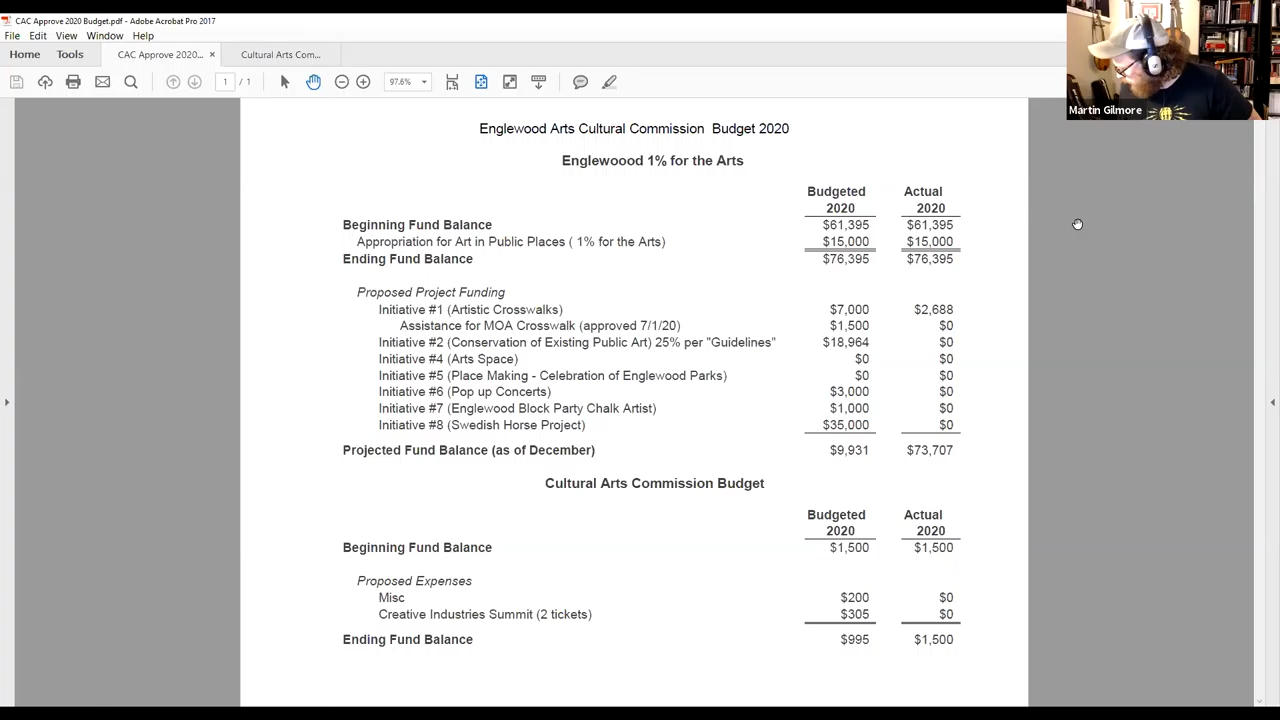 CAC Approve 2020 Budget.pdf - Adobe Acrobat Pro 2017
File Edit View Window Help
Home Tools CAC Approve 2020... × Cultural Arts Com...
1 / 1 97.6%
Martin Gilmore
Englewood Arts Cultural Commission Budget 2020
Englewoood 1% for the Arts
Budgeted Actual
2020 2020
Beginning Fund Balance $61,395 $61,395
Appropriation for Art in Public Places ( 1% for the Arts) $15,000 $15,000
Ending Fund Balance $76,395 $76,395
Proposed Project Funding
Initiative #1 (Artistic Crosswalks) $7,000 $2,688
Assistance for MOA Crosswalk (approved 7/1/20) $1,500 $0
Initiative #2 (Conservation of Existing Public Art) 25% per "Guidelines" $18,964 $0
Initiative #4 (Arts Space) $0 $0
Initiative #5 (Place Making - Celebration of Englewood Parks) $0 $0
Initiative #6 (Pop up Concerts) $3,000 $0
Initiative #7 (Englewood Block Party Chalk Artist) $1,000 $0
Initiative #8 (Swedish Horse Project) $35,000 $0
Projected Fund Balance (as of December) $9,931 $73,707
Cultural Arts Commission Budget
Budgeted Actual
2020 2020
Beginning Fund Balance $1,500 $1,500
Proposed Expenses
Misc $200 $0
Creative Industries Summit (2 tickets) $305 $0
Ending Fund Balance $995 $1,500